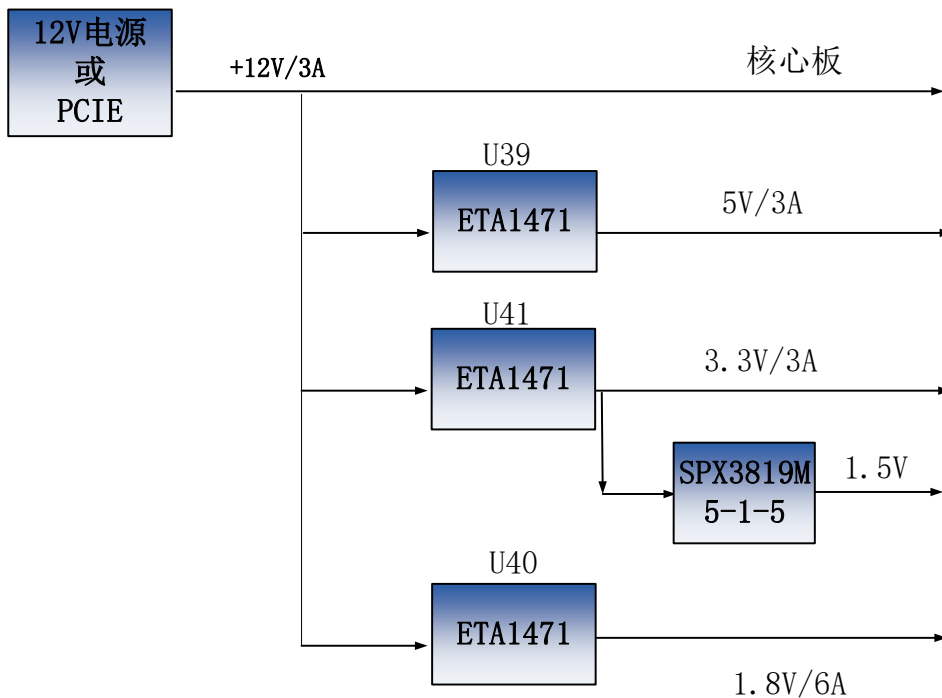 12V电源
或
PCIE
+12V/3A
核心板
U39
ETA1471
5V/3A
U41
ETA1471
3.3V/3A
SPX3819M
5-1-5
1.5V
U40
ETA1471
1.8V/6A